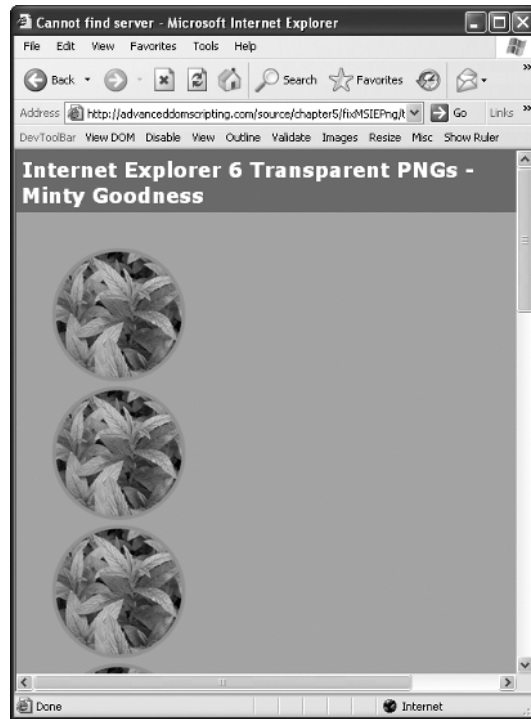 Cannot find server - Microsoft Internet Explorer
File Edit View Favorites Tools Help
Back Search Favorites »
Address http://advanceddomscripting.com/source/chapter5/fixMSIEPng/t Go Links »
DevToolBar View DOM Disable View Outline Validate Images Resize Misc Show Ruler
Internet Explorer 6 Transparent PNGs -
Minty Goodness
Done Internet